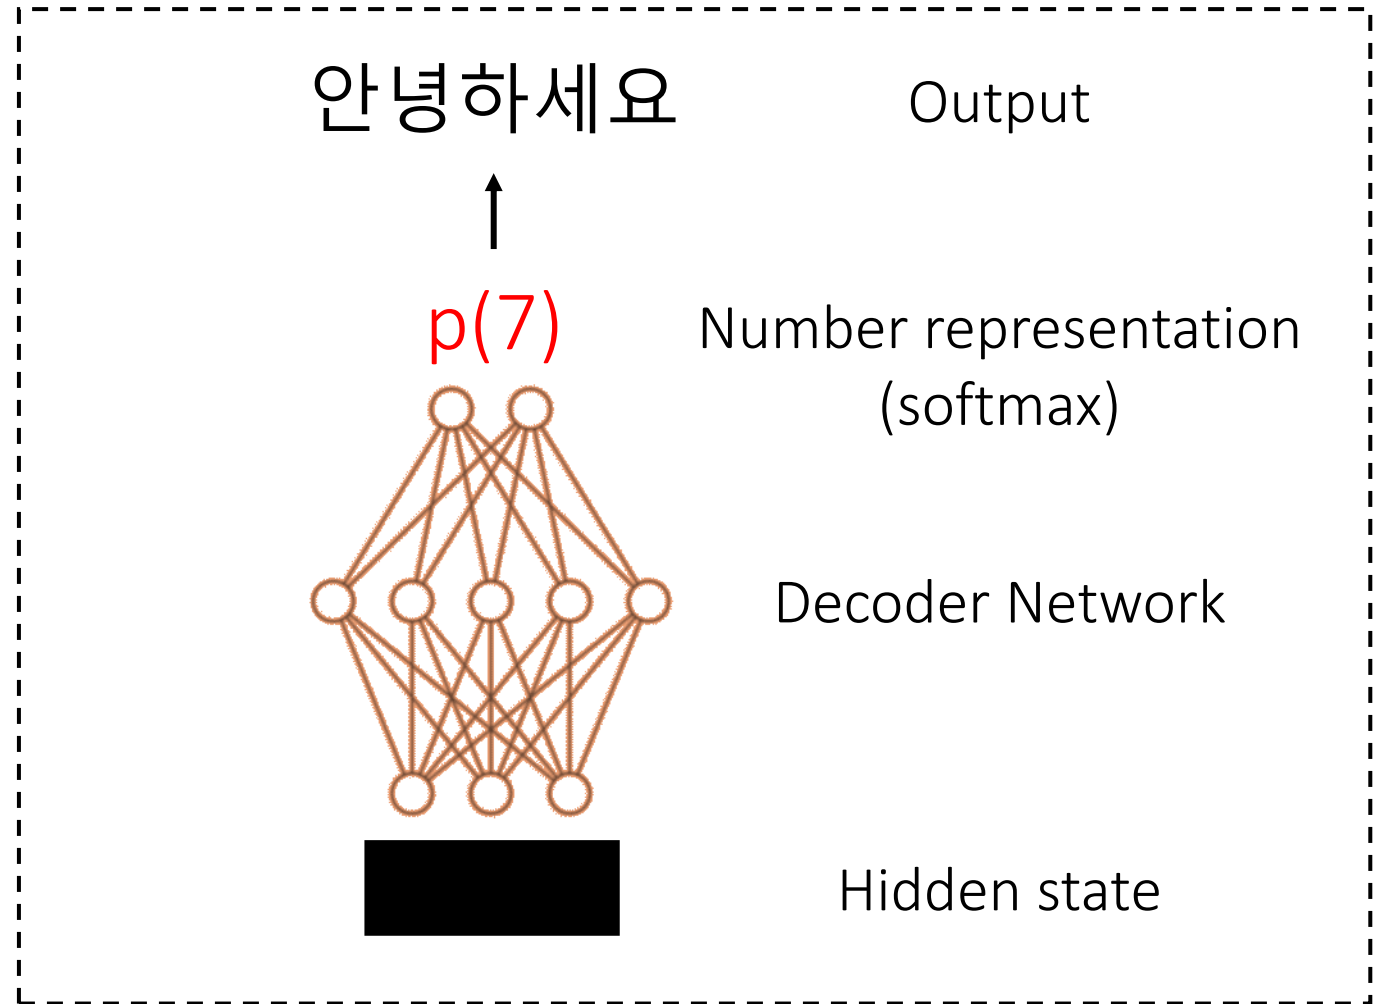 안녕하세요
Output
p(7)
Number representation
(softmax)
Decoder Network
Hidden state